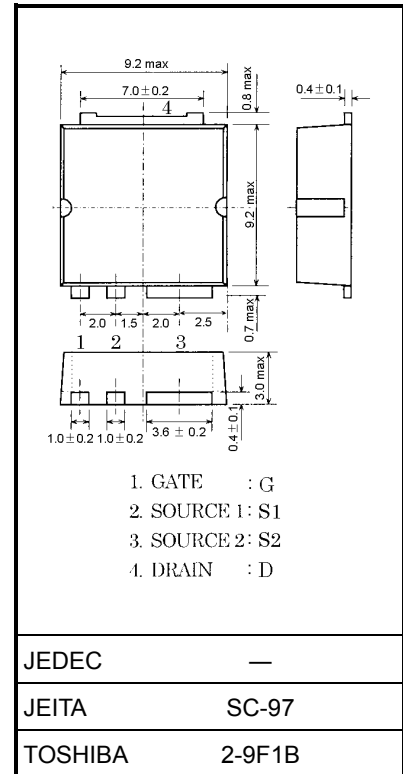 9.2 max
7.0±0.2
4
0.8 max
0.4±0.1
9.2 max
2.0 1.5 2.0 2.5
0.7 max
1 2 3
3.0 max
1.0±0.2 1.0±0.2 3.6 ± 0.2
0.4±0.1
1. GATE : G
2. SOURCE 1: S1
3. SOURCE 2: S2
4. DRAIN : D
JEDEC —
JEITA SC-97
TOSHIBA 2-9F1B